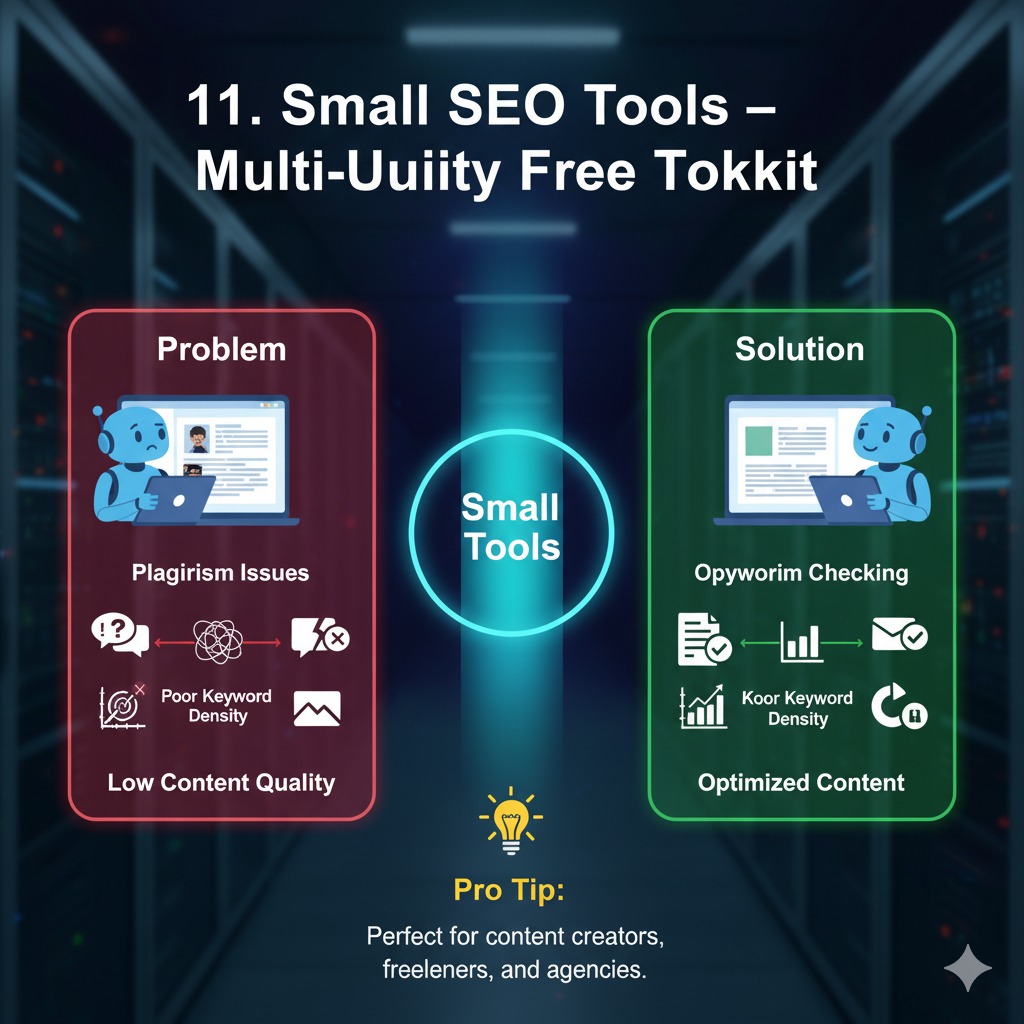 11. Small SEO Tools –
Multi-Uuiity Free Tokkit
Problem
Plagirism Issues
!?
Poor Keyword
Density
Low Content Quality
Small
Tools
Solution
Opyworim Checking
Koor Keyword
Density
Optimized Content
Pro Tip:
Perfect for content creators,
freeleners, and agencies.